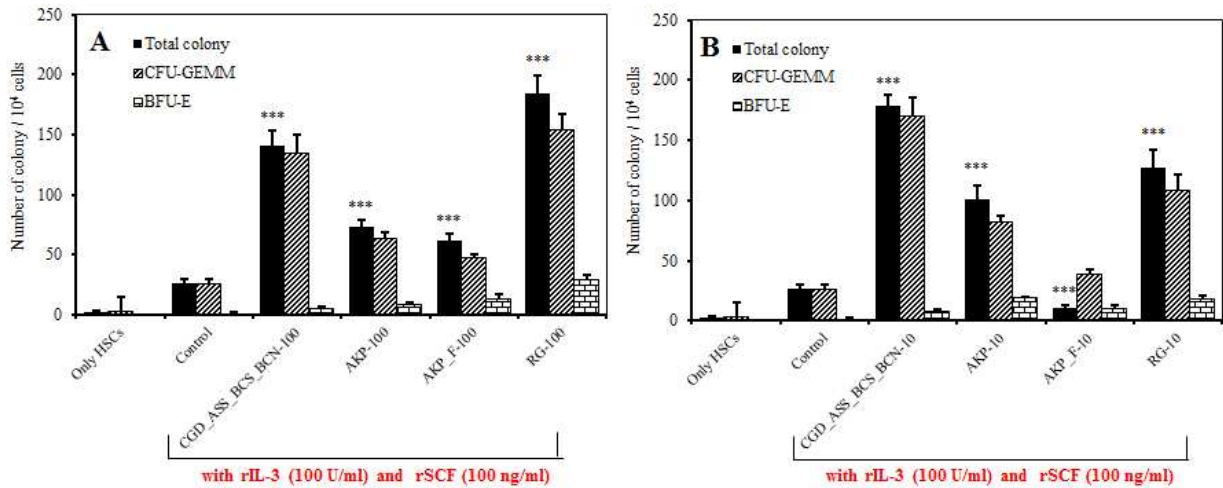 A
Total colony
CFU-GEMM
BFU-E
Number of colony / 10⁴ cells
250
200
150
100
50
0
***
***
***
***
Only HSCs
Control
CGD_ASS_BCS_BCN-100
AKP-100
AKP_F-100
RG-100
with rIL-3 (100 U/ml) and rSCF (100 ng/ml)
B
Total colony
CFU-GEMM
BFU-E
Number of colony / 10⁴ cells
250
200
150
100
50
0
***
***
***
***
Only HSCs
Control
CGD_ASS_BCS_BCN-10
AKP-10
AKP_F-10
RG-10
with rIL-3 (100 U/ml) and rSCF (100 ng/ml)